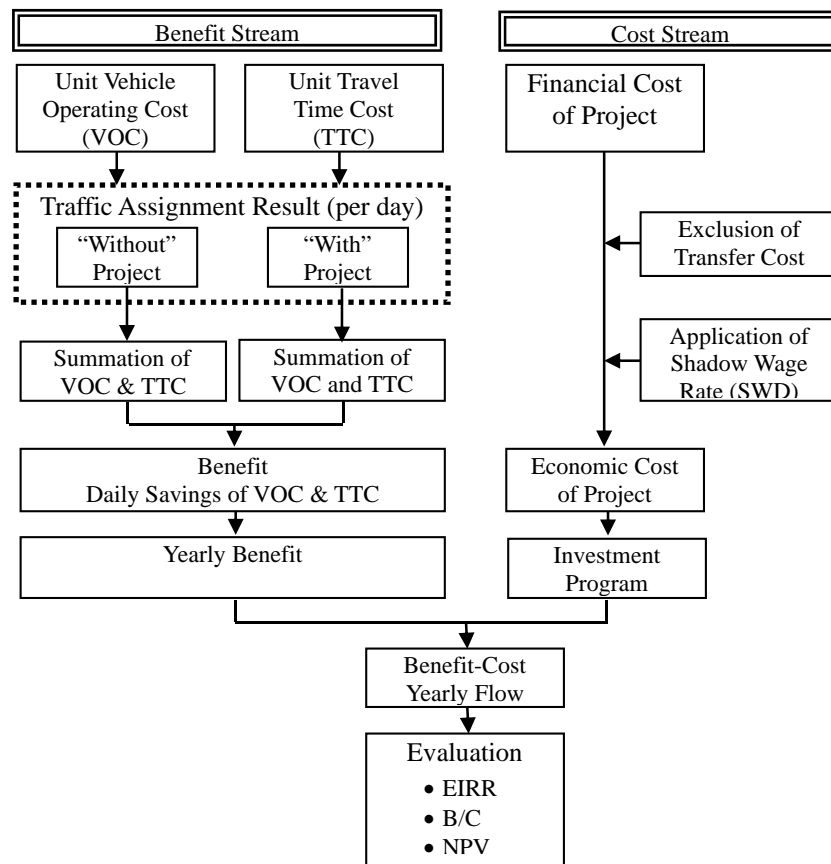 Benefit Stream
Cost Stream
Unit Vehicle
Operating Cost
(VOC)
Unit Travel
Time Cost
(TTC)
Financial Cost
of Project
Traffic Assignment Result (per day)
“Without”
Project
“With”
Project
Exclusion of
Transfer Cost
Application of
Shadow Wage
Rate (SWD)
Summation of
VOC & TTC
Summation of
VOC and TTC
Benefit
Daily Savings of VOC & TTC
Economic Cost
of Project
Yearly Benefit
Investment
Program
Benefit-Cost
Yearly Flow
Evaluation
• EIRR
• B/C
• NPV